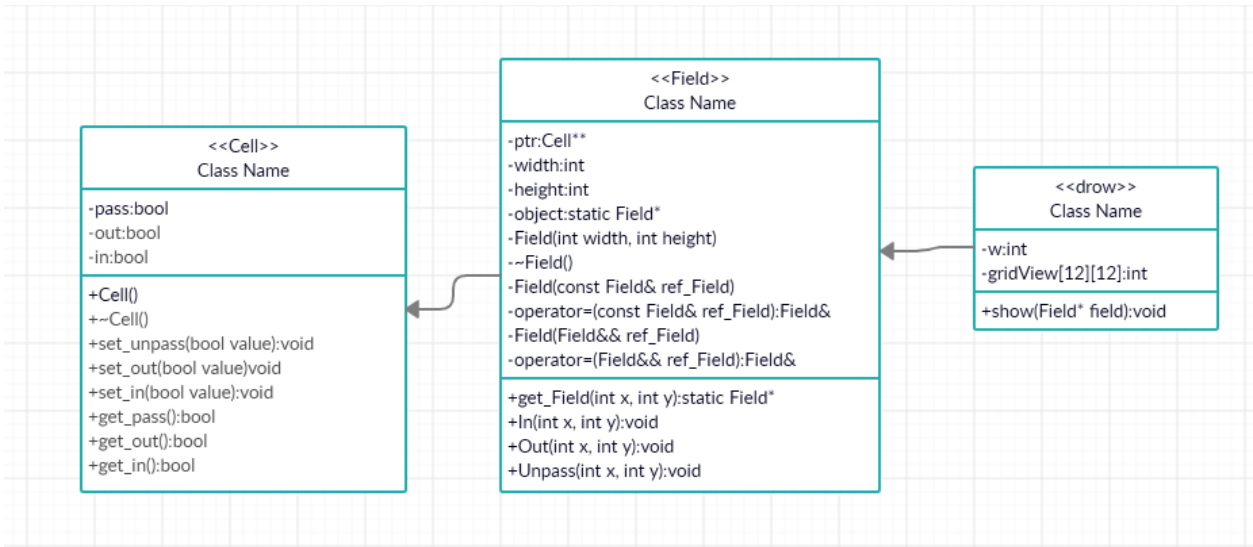 <<Cell>>
Class Name
-pass:bool
-out:bool
-in:bool
+Cell()
+~Cell()
+set_unpass(bool value):void
+set_out(bool value)void
+set_in(bool value):void
+get_pass():bool
+get_out():bool
+get_in():bool
<<Field>>
Class Name
-ptr:Cell**
-width:int
-height:int
-object:static Field*
-Field(int width, int height)
-~Field()
-Field(const Field& ref_Field)
-operator=(const Field& ref_Field):Field&
-Field(Field&& ref_Field)
-operator=(Field&& ref_Field):Field&
+get_Field(int x, int y):static Field*
+In(int x, int y):void
+Out(int x, int y):void
+Unpass(int x, int y):void
<<drow>>
Class Name
-w:int
-gridView[12][12]:int
+show(Field* field):void